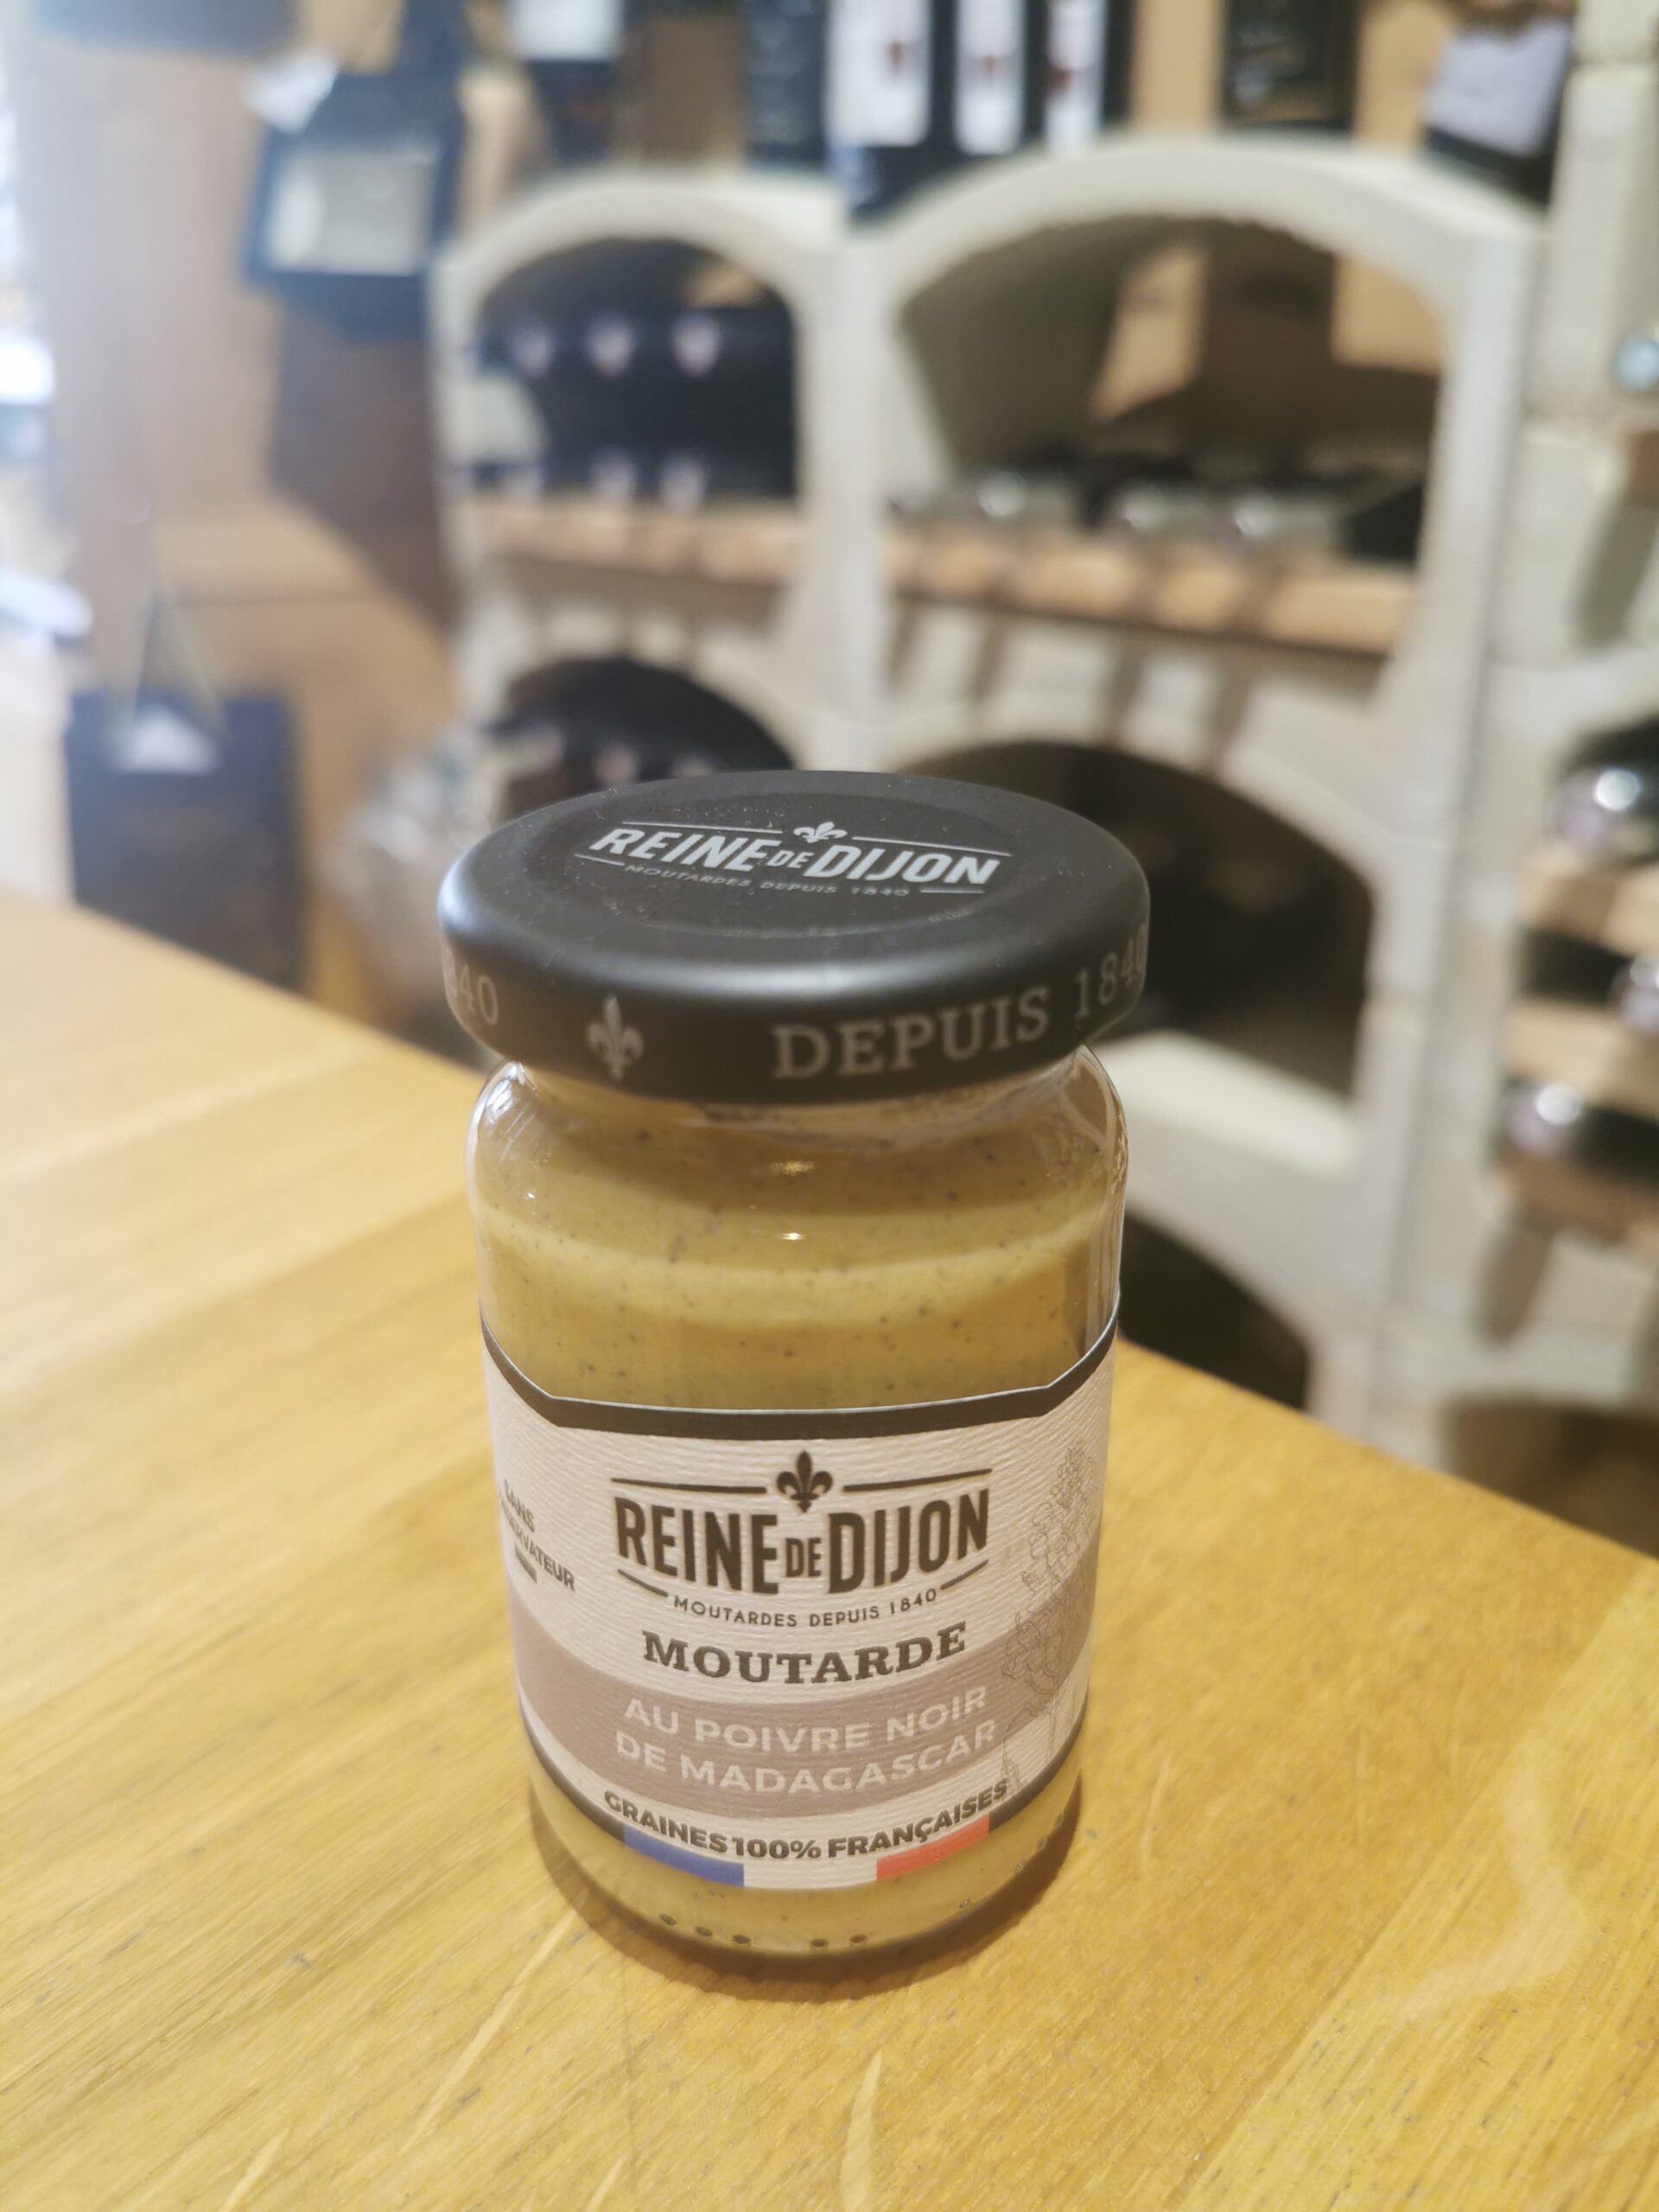 REINE DE DIJON
MOUTARDES DEPUIS 1840
40
DEPUIS 1840
SANS
REINE DE DIJON
MOUTARDES DEPUIS 1840
MOUTARDE
AU POIVRE NOIR
DE MADAGASCAR
GRAINES 100% FRANÇAISES